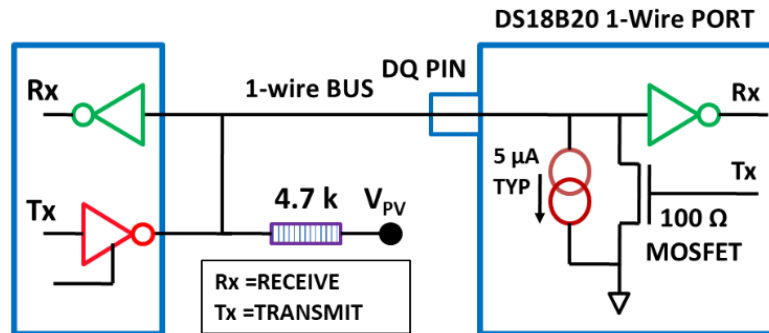 DS18B20 1-Wire PORT
DQ PIN
Rx
1-wire BUS
Rx
5 µA
TYP
Tx
4.7 k
V_PV
Tx
100 Ω
MOSFET
Rx =RECEIVE
Tx =TRANSMIT